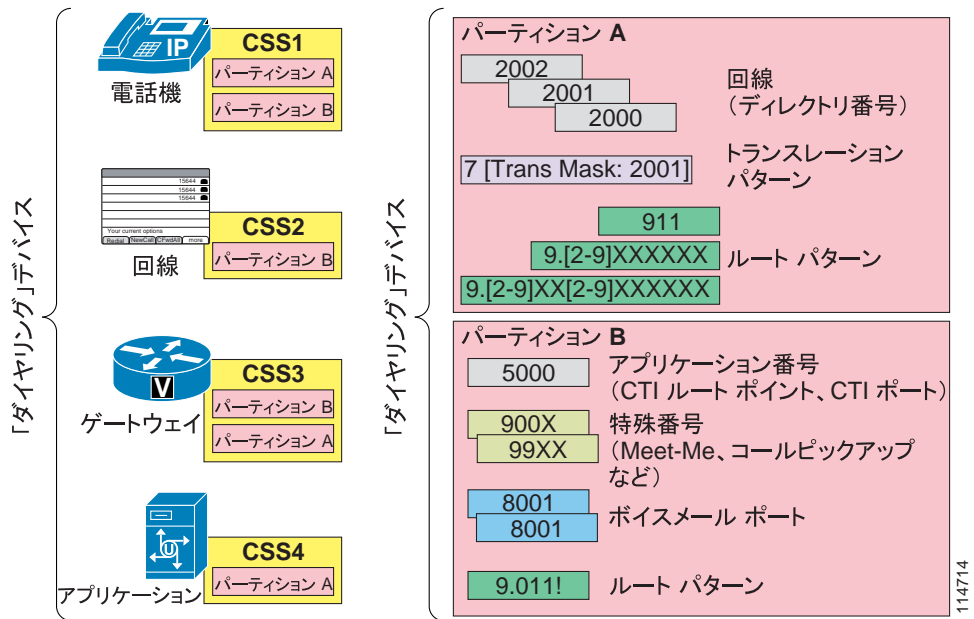 「ダイヤリング」デバイス
IP
電話機
CSS1
パーティション A
パーティション B
15644
15644
15644
Your current options
Redial NewCall CFwdAll more
回線
CSS2
パーティション B
V
ゲートウェイ
CSS3
パーティション B
パーティション A
U
アプリケーション
CSS4
パーティション A
「ダイヤリング」デバイス
パーティション A
2002
2001
2000
回線
（ディレクトリ番号）
7 [Trans Mask: 2001]
トランスレーション
パターン
911
9.[2-9]XXXXXX
9.[2-9]XX[2-9]XXXXXX
ルート パターン
パーティション B
5000
アプリケーション番号
（CTI ルート ポイント、CTI ポート）
900X
99XX
特殊番号
（Meet-Me、コールピックアップ
など）
8001
8001
ボイスメール ポート
9.011!
ルート パターン
114714